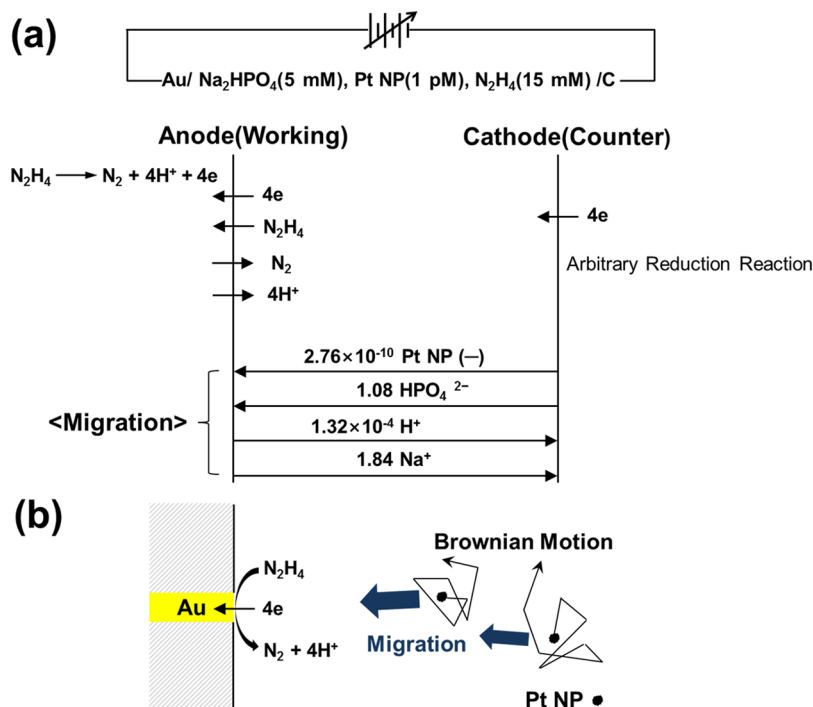 (a)
Au/ Na₂HPO₄(5 mM), Pt NP(1 pM), N₂H₄(15 mM) /C
Anode(Working)
Cathode(Counter)
N₂H₄ → N₂ + 4H⁺ + 4e
4e
N₂H₄
N₂
4H⁺
4e
Arbitrary Reduction Reaction
2.76×10⁻¹⁰ Pt NP (—)
1.08 HPO₄ ²⁻
1.32×10⁻⁴ H⁺
1.84 Na⁺
<Migration>
(b)
Brownian Motion
N₂H₄
Au
4e
N₂ + 4H⁺
Migration
Pt NP